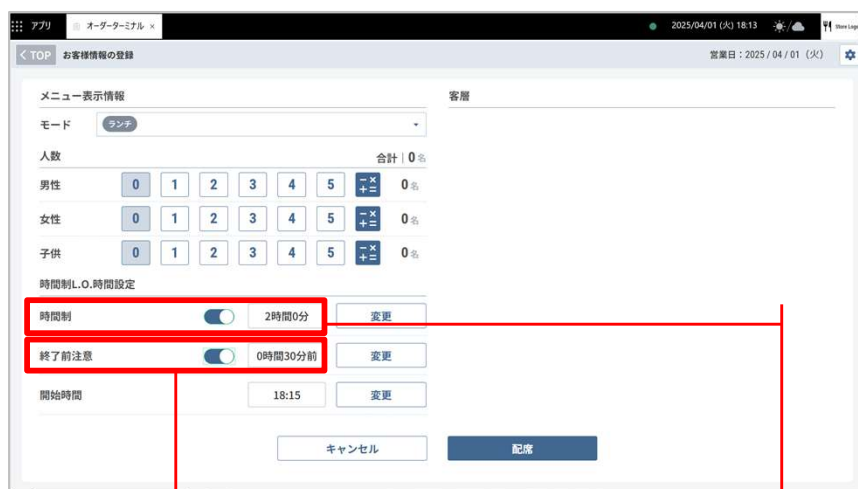 アプリ オーダーターミナル × 2025/04/01 (火) 18:13 Store Logo
< TOP お客様情報の登録 営業日：2025 / 04 / 01 （火）
メニュー表示情報 客層
モード ランチ
人数 合計 | 0 名
男性 0 1 2 3 4 5 0 名
女性 0 1 2 3 4 5 0 名
子供 0 1 2 3 4 5 0 名
時間制L.O.時間設定
時間制 2時間0分 変更
終了前注意 0時間30分前 変更
開始時間 18:15 変更
キャンセル 配席